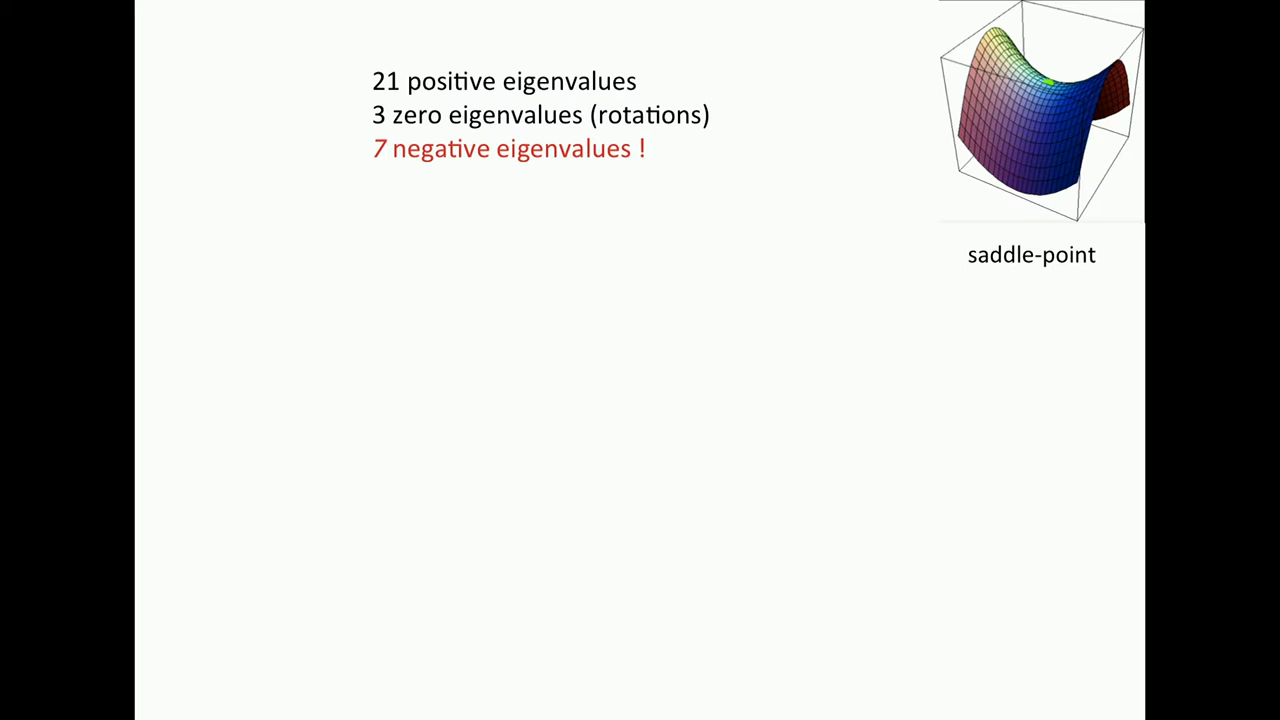 21 positive eigenvalues
3 zero eigenvalues (rotations)
7 negative eigenvalues !
saddle-point